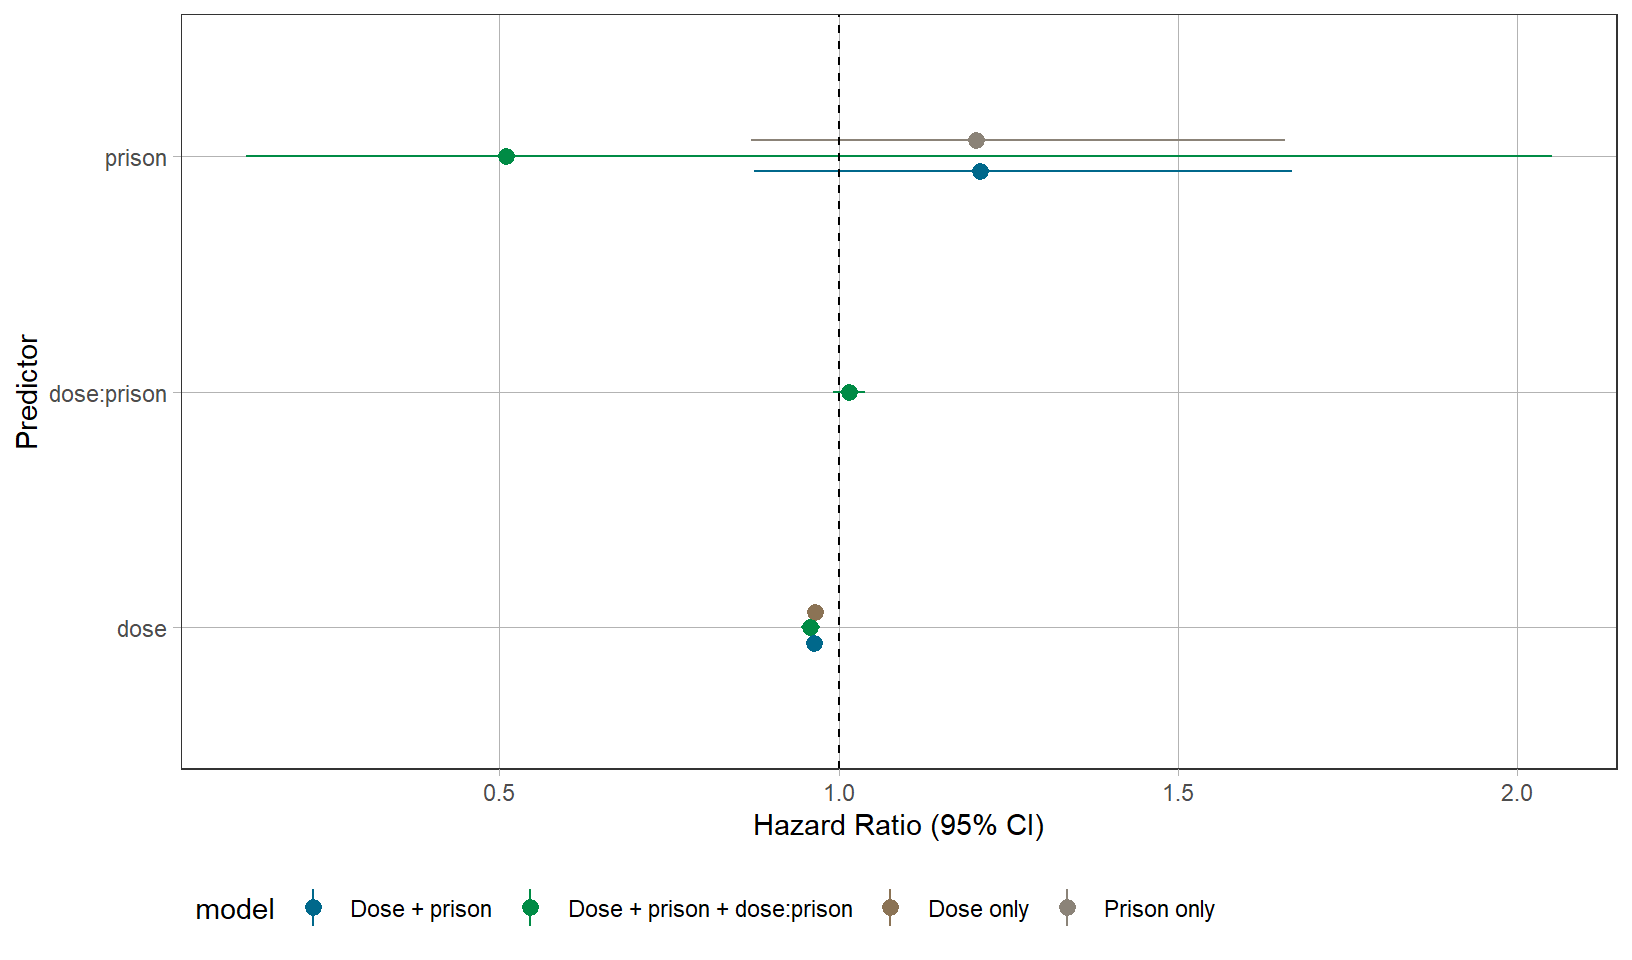 Predictor
prison
dose:prison
dose
0.5 1.0 1.5 2.0
Hazard Ratio (95% CI)
model Dose + prison Dose + prison + dose:prison Dose only Prison only